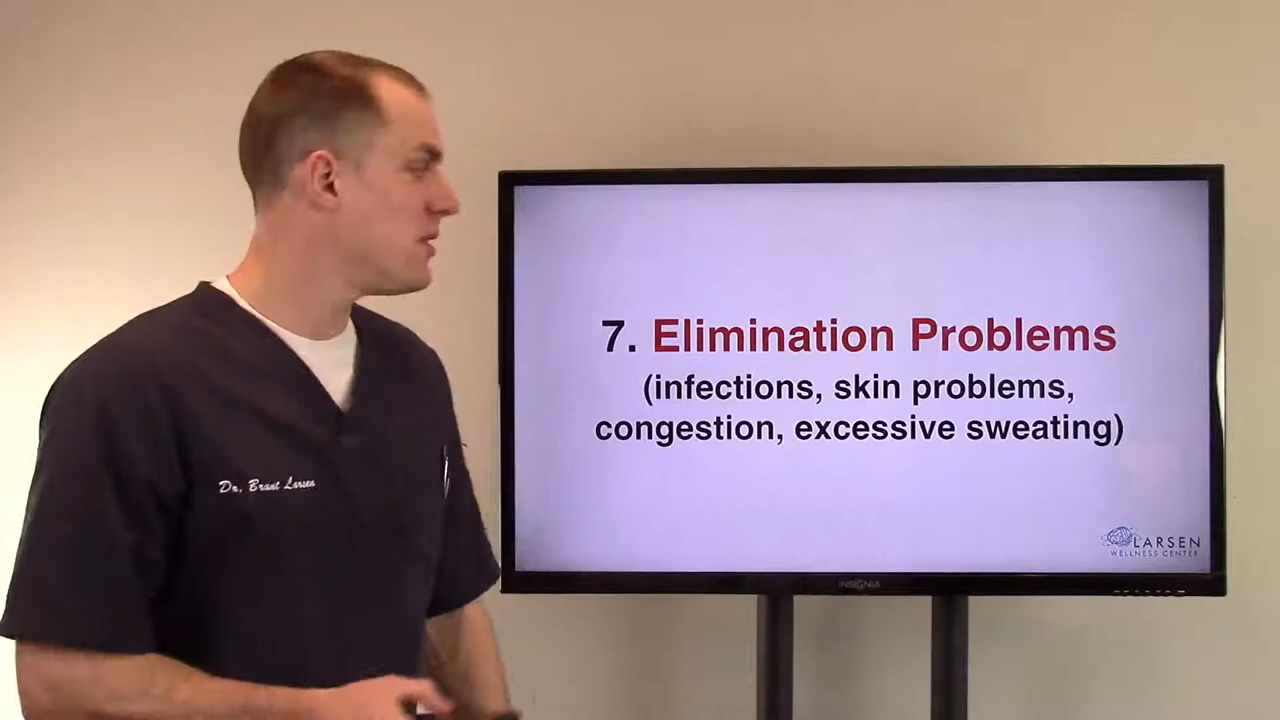 7. Elimination Problems
(infections, skin problems,
congestion, excessive sweating)
Dr. Brant Larsen
LARSEN
WELLNESS CENTER
INSIGNIA